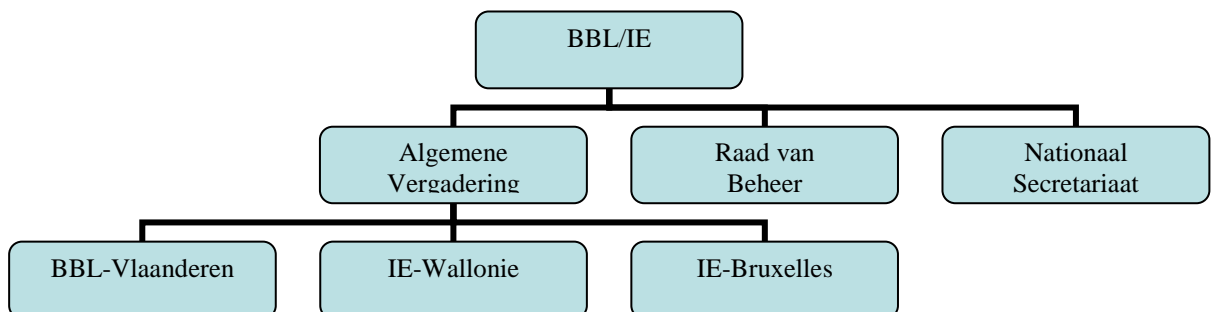 BBL/IE
Algemene
Vergadering
Raad van
Beheer
Nationaal
Secretariaat
BBL-Vlaanderen
IE-Wallonie
IE-Bruxelles